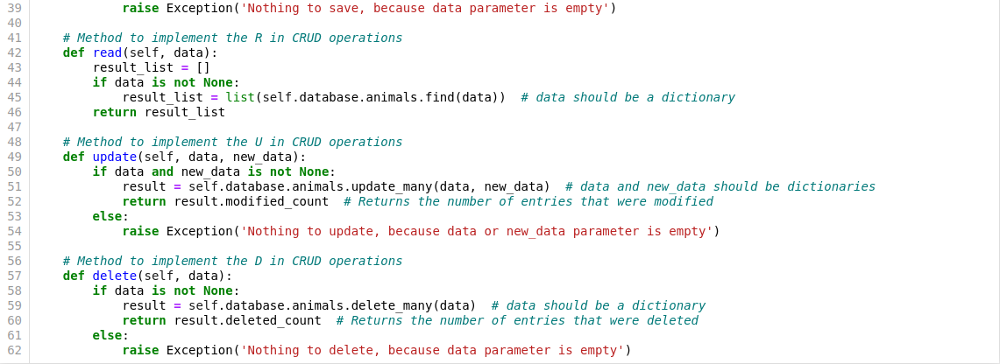 39 raise Exception('Nothing to save, because data parameter is empty')
40
41 # Method to implement the R in CRUD operations
42 def read(self, data):
43 result_list = []
44 if data is not None:
45 result_list = list(self.database.animals.find(data))  # data should be a dictionary
46 return result_list
47
48 # Method to implement the U in CRUD operations
49 def update(self, data, new_data):
50 if data and new_data is not None:
51 result = self.database.animals.update_many(data, new_data)  # data and new_data should be dictionaries
52 return result.modified_count  # Returns the number of entries that were modified
53 else:
54 raise Exception('Nothing to update, because data or new_data parameter is empty')
55
56 # Method to implement the D in CRUD operations
57 def delete(self, data):
58 if data is not None:
59 result = self.database.animals.delete_many(data)  # data should be a dictionary
60 return result.deleted_count  # Returns the number of entries that were deleted
61 else:
62 raise Exception('Nothing to delete, because data parameter is empty')